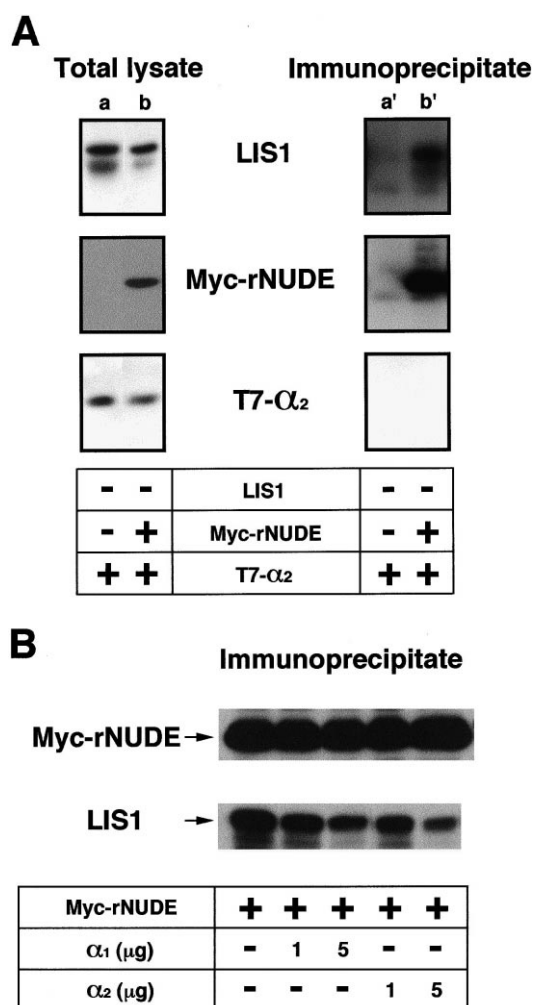 A
Total lysate Immunoprecipitate
a b a' b'
LIS1
Myc-rNUDE
T7-α2
- - LIS1 - -
- + Myc-rNUDE - +
+ + T7-α2 + +
B
Immunoprecipitate
Myc-rNUDE →
LIS1 →
Myc-rNUDE + + + + +
α1 (µg) - 1 5 - -
α2 (µg) - - - 1 5